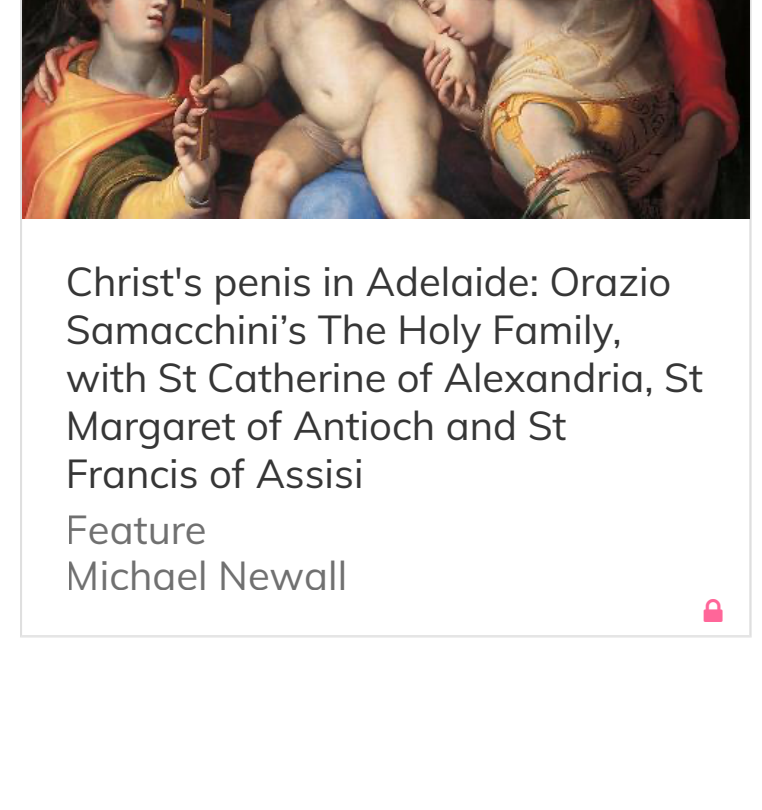 Christ's penis in Adelaide: Orazio
Samacchini’s The Holy Family,
with St Catherine of Alexandria, St
Margaret of Antioch and St
Francis of Assisi
Feature
Michael Newall